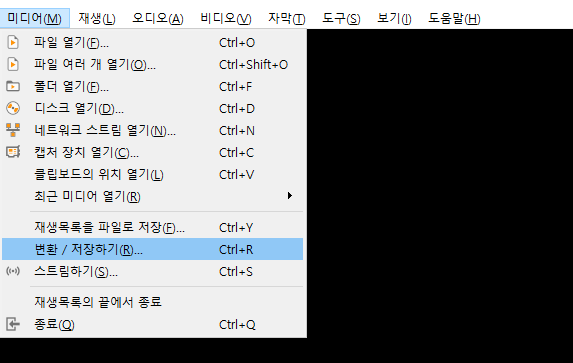 미디어(M) 재생(L) 오디오(A) 비디오(V) 자막(T) 도구(S) 보기(I) 도움말(H)
파일 열기(F)... Ctrl+O
파일 여러 개 열기(O)... Ctrl+Shift+O
폴더 열기(F)... Ctrl+F
디스크 열기(D)... Ctrl+D
네트워크 스트림 열기(N)... Ctrl+N
캡처 장치 열기(C)... Ctrl+C
클립보드의 위치 열기(L) Ctrl+V
최근 미디어 열기(R)
재생목록을 파일로 저장(F)... Ctrl+Y
변환 / 저장하기(R)... Ctrl+R
스트림하기(S)... Ctrl+S
재생목록의 끝에서 종료
종료(Q) Ctrl+Q